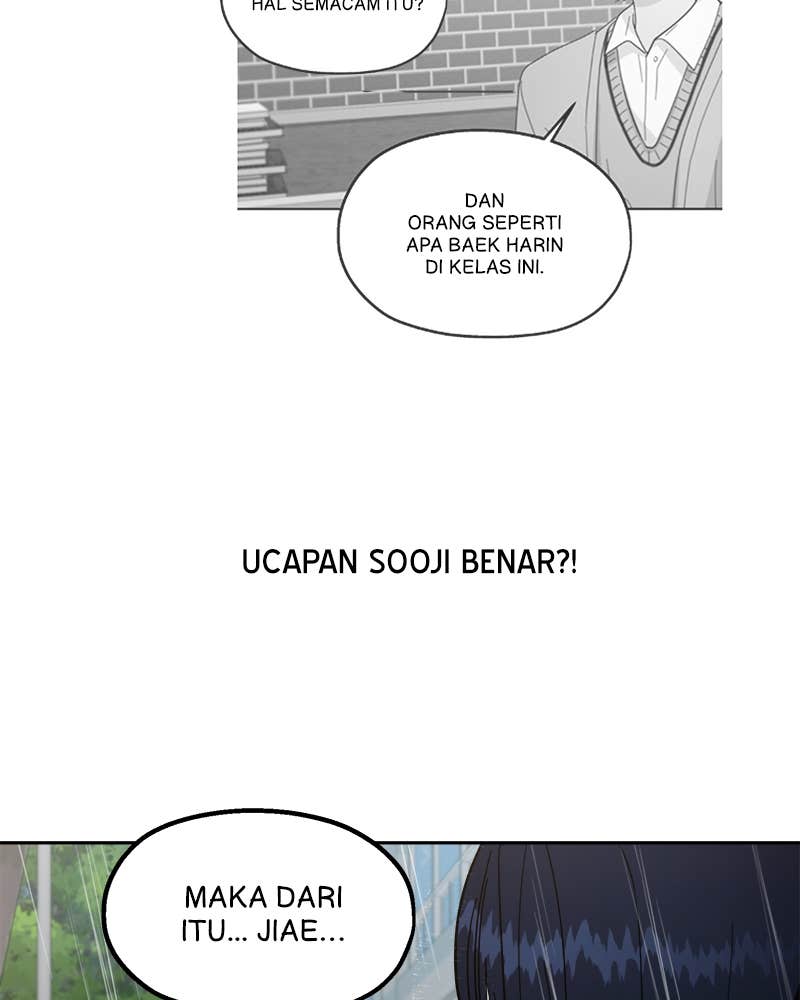 HAL SEMACAM ITU?
DAN
ORANG SEPERTI
APA BAEK HARIN
DI KELAS INI.
UCAPAN SOOJI BENAR?!
MAKA DARI
ITU... JIAE...